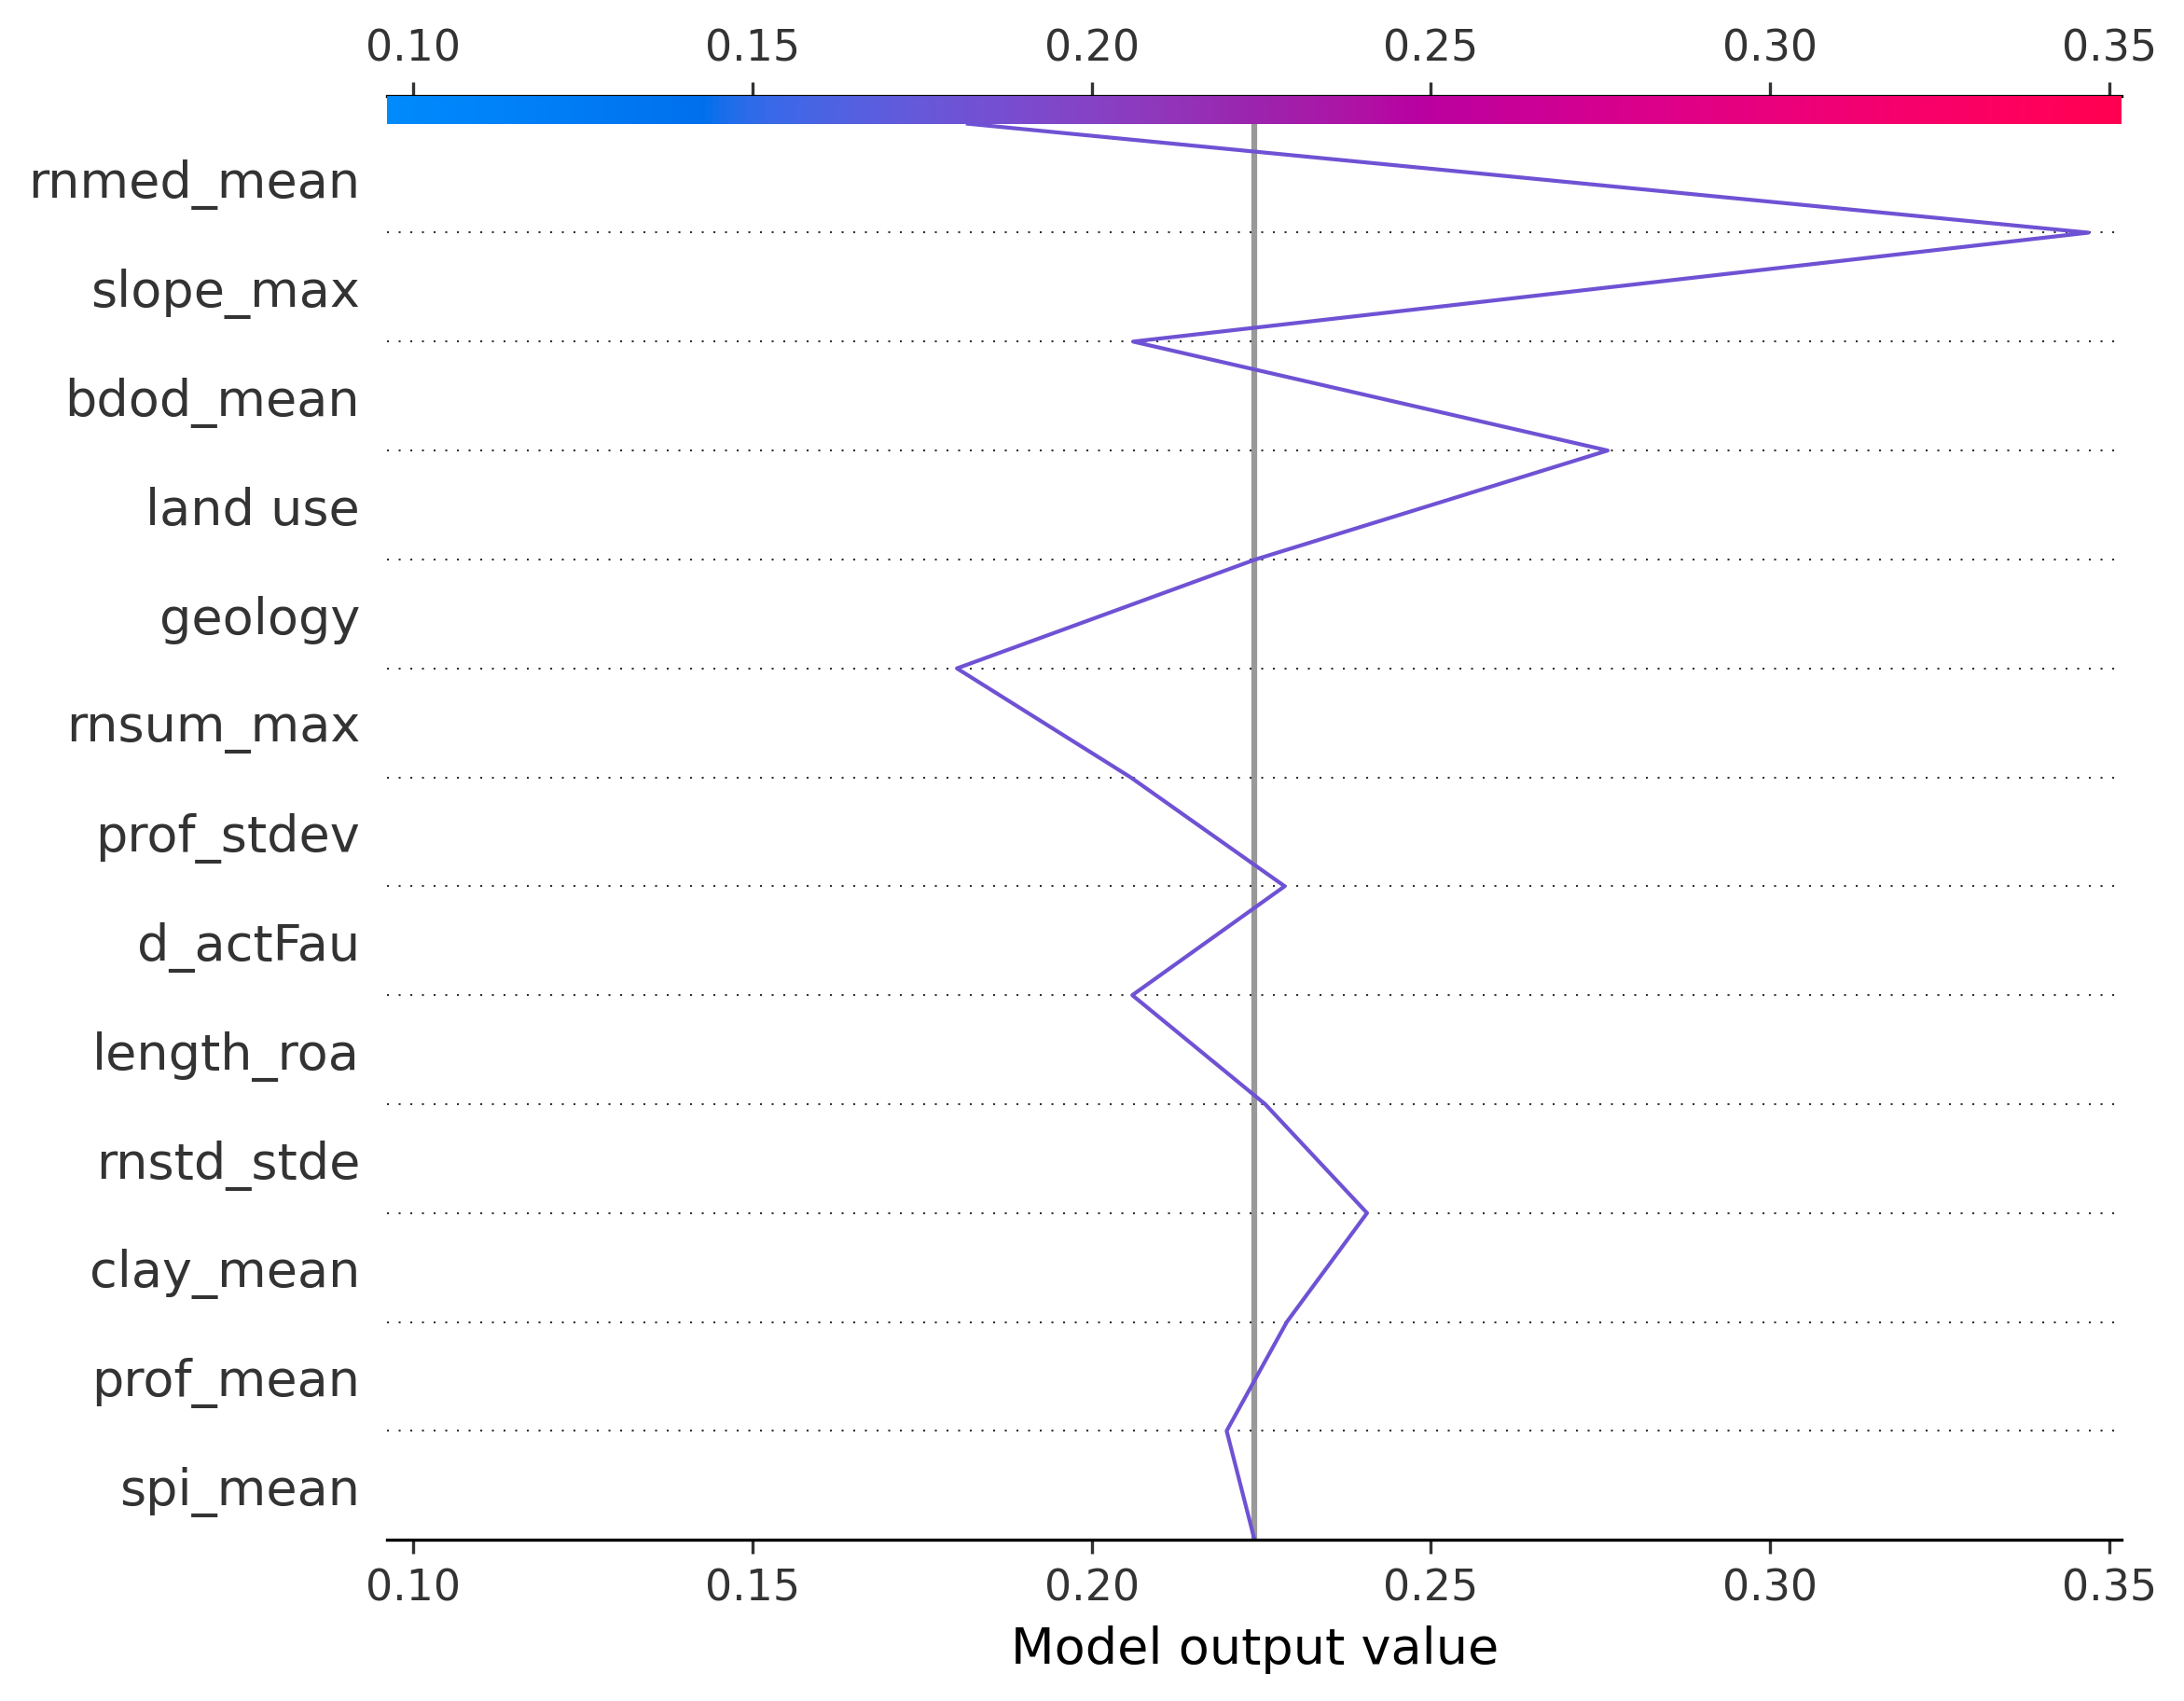 0.10 0.15 0.20 0.25 0.30 0.35
rnmed_mean
slope_max
bdod_mean
land use
geology
rnsum_max
prof_stdev
d_actFau
length_roa
rnstd_stde
clay_mean
prof_mean
spi_mean
0.10 0.15 0.20 0.25 0.30 0.35
Model output value